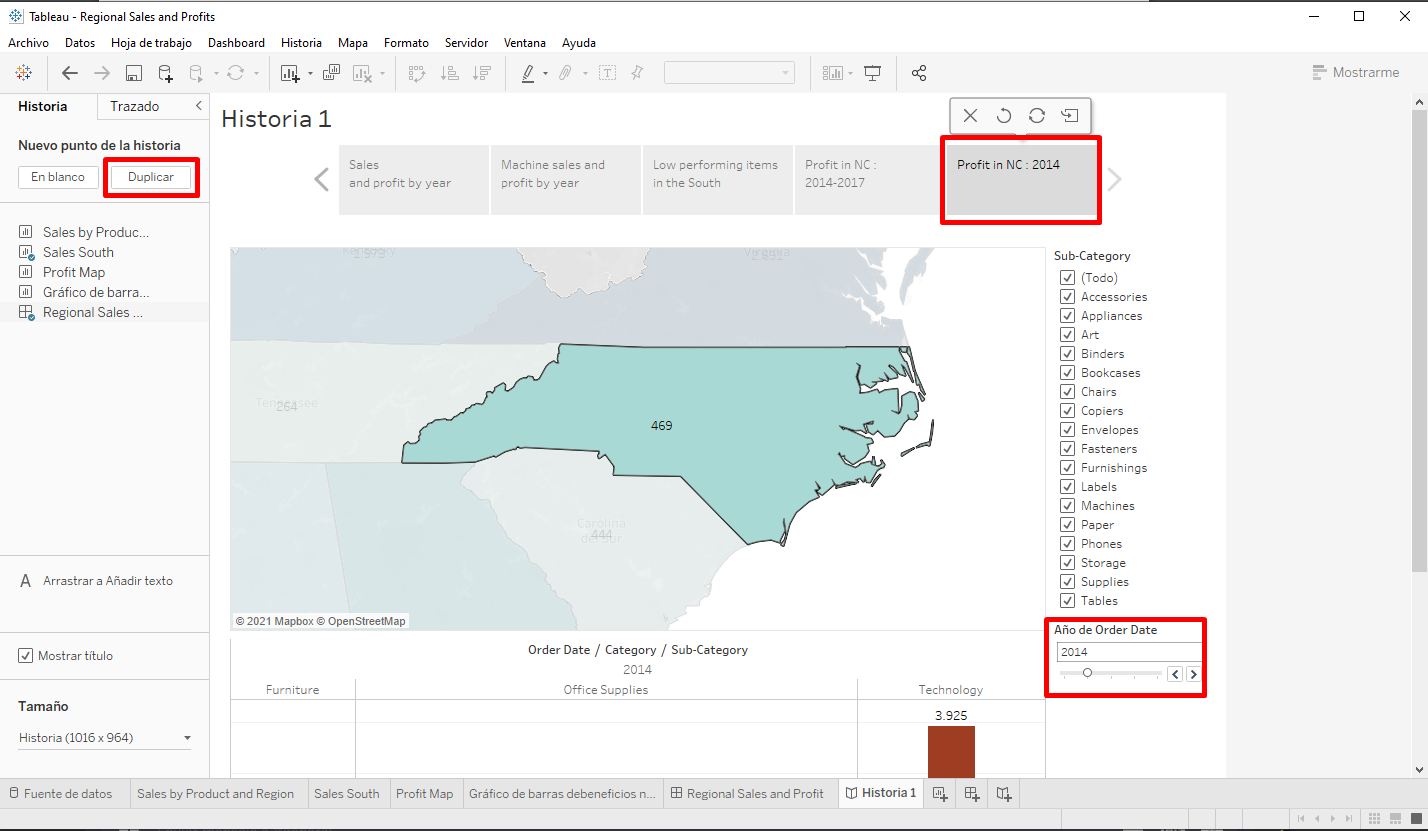 Tableau - Regional Sales and Profits
Archivo Datos Hoja de trabajo Dashboard Historia Mapa Formato Servidor Ventana Ayuda
Mostrarme
Historia Trazado
Nuevo punto de la historia
En blanco Duplicar
Sales by Produc...
Sales South
Profit Map
Gráfico de barra...
Regional Sales ...
A Arrastrar a Añadir texto
Mostrar título
Tamaño
Historia (1016 x 964)
Historia 1
Sales
and profit by year
Machine sales and
profit by year
Low performing items
in the South
Profit in NC :
2014-2017
Profit in NC : 2014
Kentucky
2.573
Virginia
Tennessee
264
469
Carolina
del Sur
444
© 2021 Mapbox © OpenStreetMap
Sub-Category
(Todo)
Accessories
Appliances
Art
Binders
Bookcases
Chairs
Copiers
Envelopes
Fasteners
Furnishings
Labels
Machines
Paper
Phones
Storage
Supplies
Tables
Año de Order Date
2014
Order Date / Category / Sub-Category
2014
Furniture Office Supplies Technology
3.925
Fuente de datos Sales by Product and Region Sales South Profit Map Gráfico de barras debeneficios n... Regional Sales and Profit Historia 1